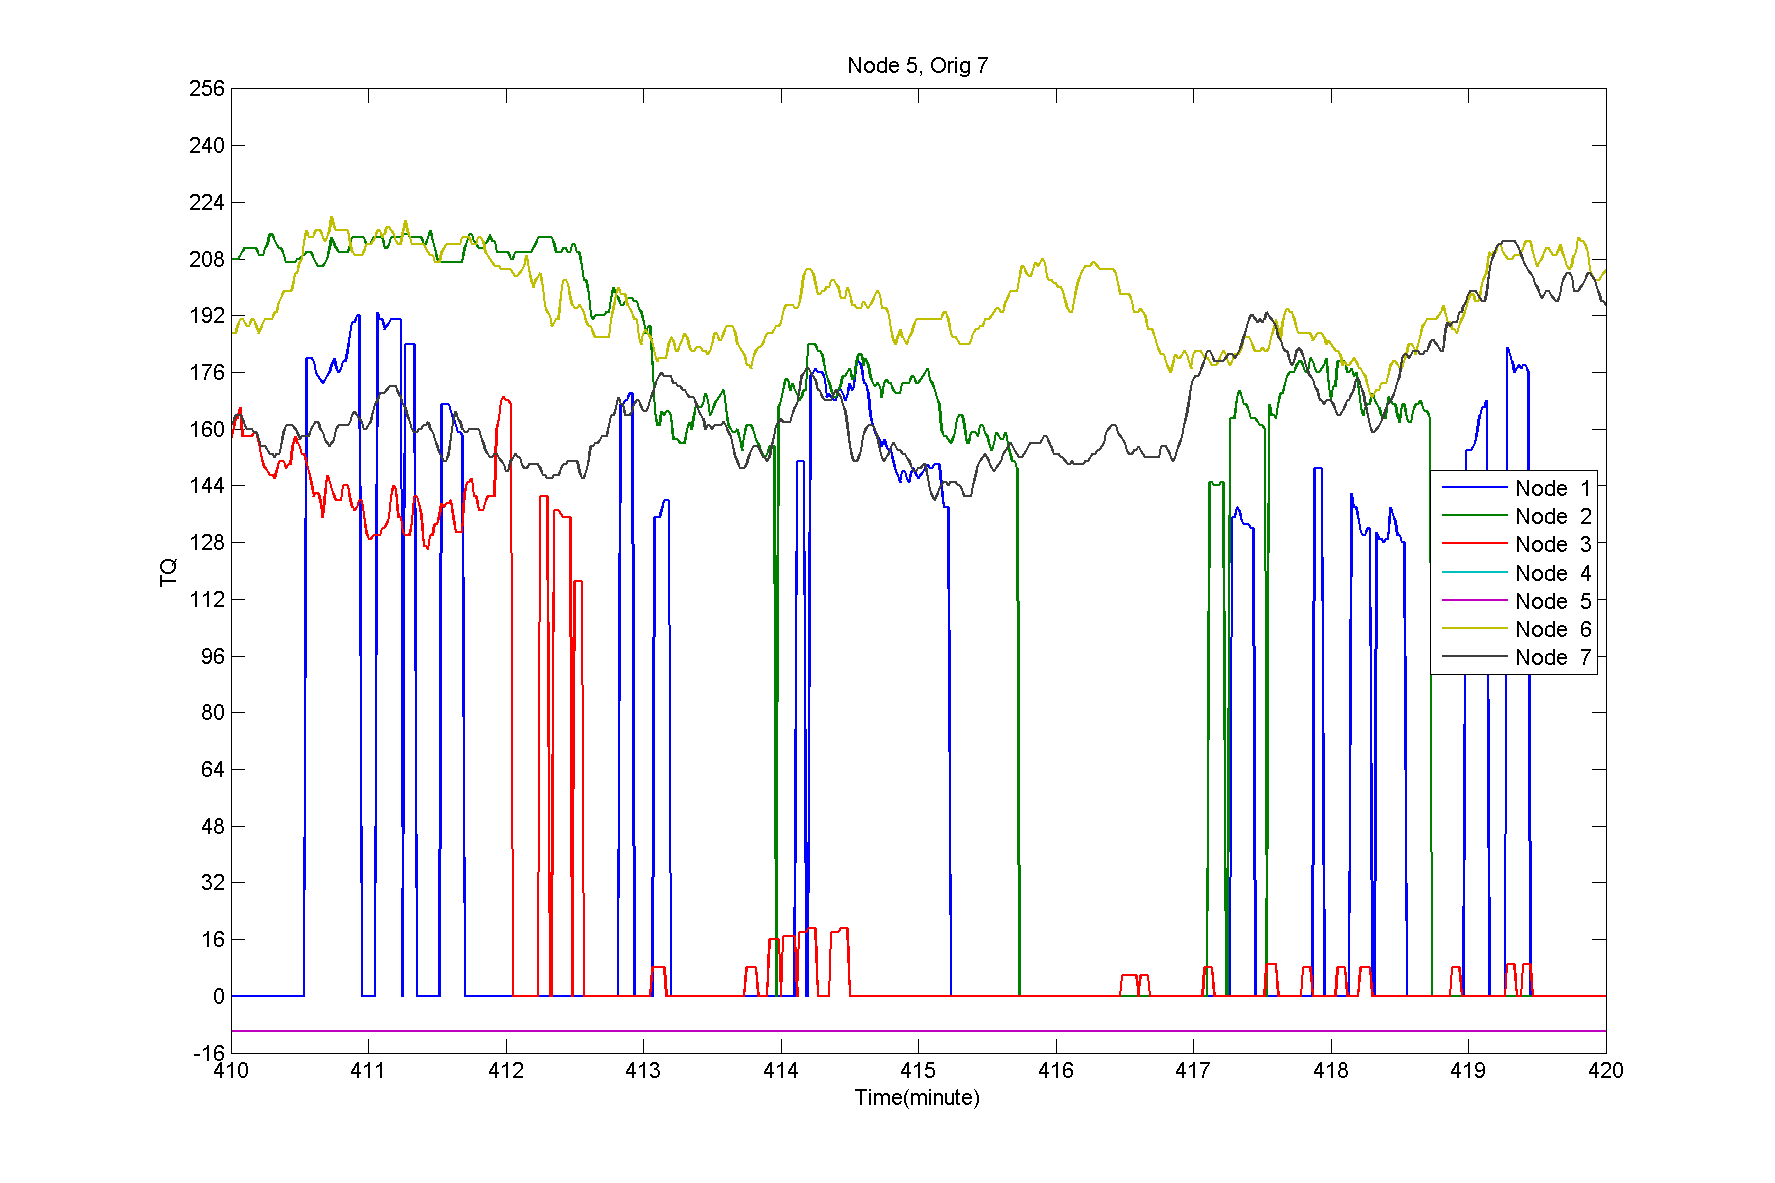 Node 5, Orig 7
256
240
224
208
192
176
160
144
128
112
96
80
64
48
32
16
0
-16
TQ
Node 1
Node 2
Node 3
Node 4
Node 5
Node 6
Node 7
410 411 412 413 414 415 416 417 418 419 420
Time(minute)